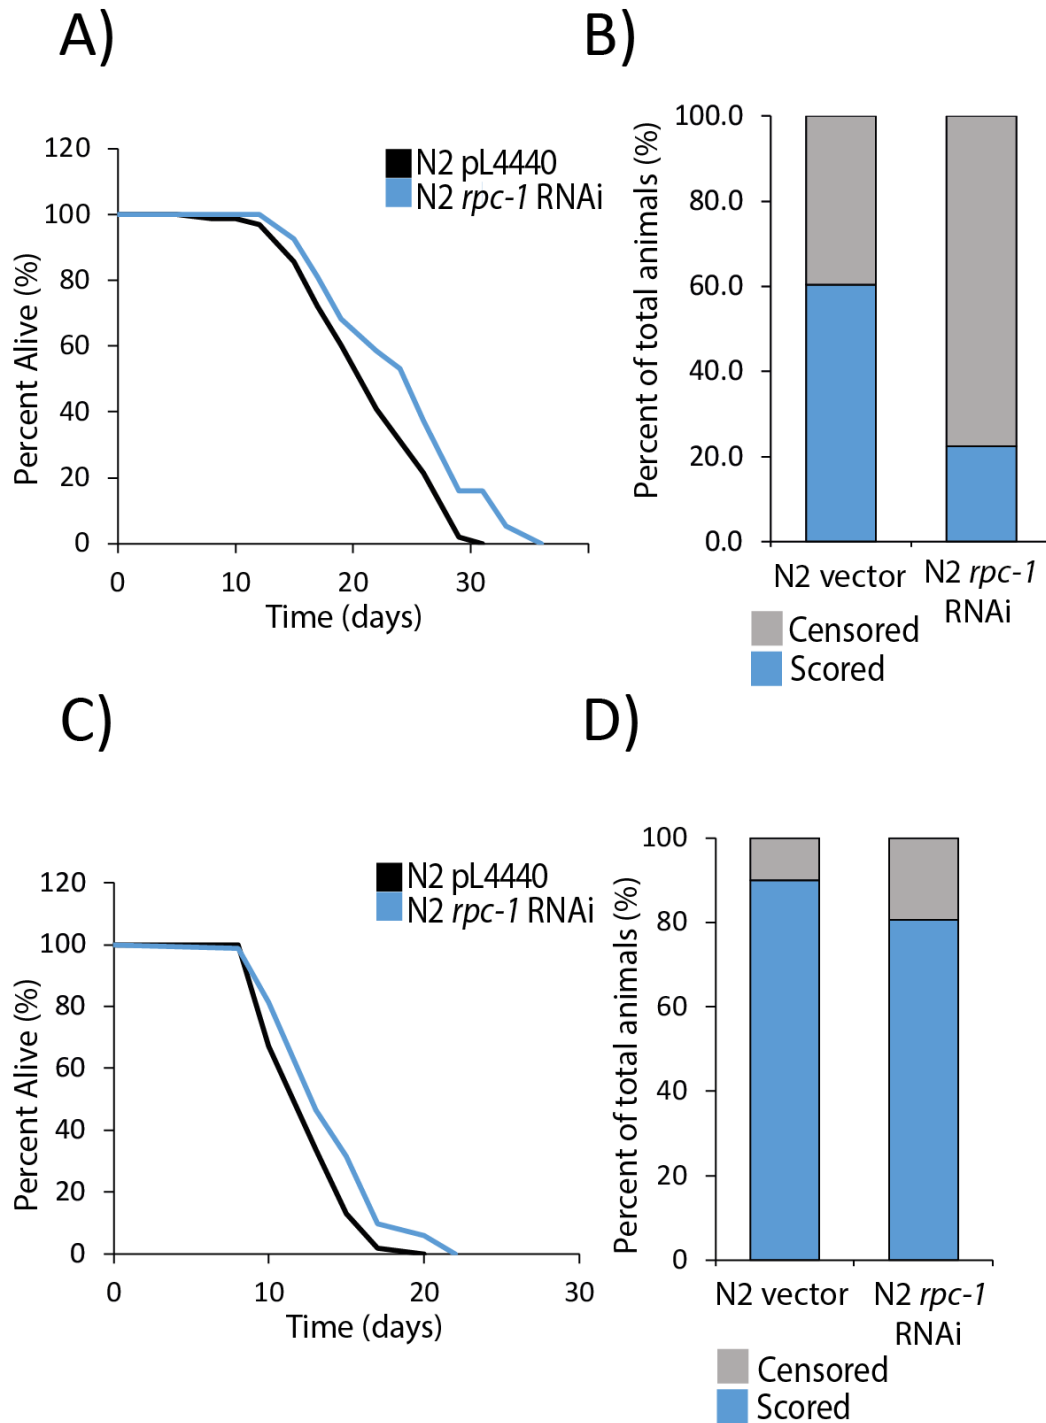 A)
120
100
80
60
40
20
0
Percent Alive (%)
0 10 20 30
Time (days)
N2 pL4440
N2 rpc-1 RNAi
B)
100.0
80.0
60.0
40.0
20.0
0.0
Percent of total animals (%)
N2 vector
N2 rpc-1
RNAi
Censored
Scored
C)
120
100
80
60
40
20
0
Percent Alive (%)
0 10 20 30
Time (days)
N2 pL4440
N2 rpc-1 RNAi
D)
100
80
60
40
20
0
Percent of total animals (%)
N2 vector
N2 rpc-1
RNAi
Censored
Scored